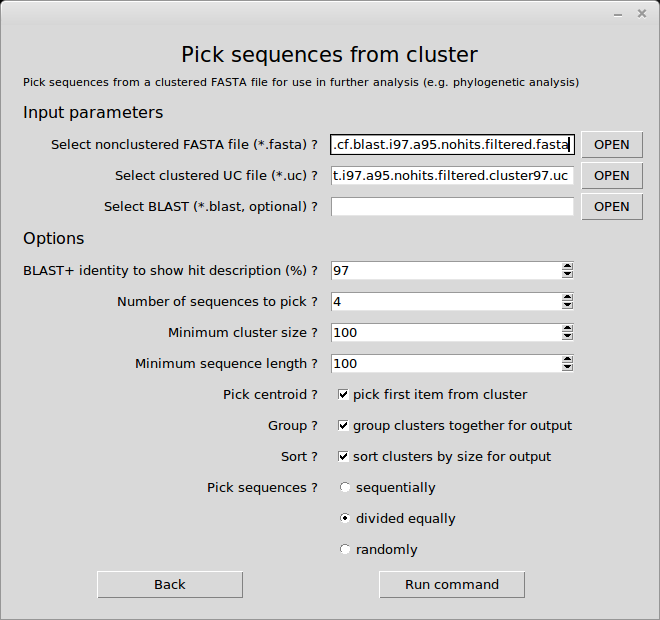 Pick sequences from cluster
Pick sequences from a clustered FASTA file for use in further analysis (e.g. phylogenetic analysis)
Input parameters
Select nonclustered FASTA file (*.fasta) ? .cf.blast.i97.a95.nohits.filtered.fasta OPEN
Select clustered UC file (*.uc) ? t.i97.a95.nohits.filtered.cluster97.uc OPEN
Select BLAST (*.blast, optional) ? OPEN
Options
BLAST+ identity to show hit description (%) ? 97
Number of sequences to pick ? 4
Minimum cluster size ? 100
Minimum sequence length ? 100
Pick centroid ? pick first item from cluster
Group ? group clusters together for output
Sort ? sort clusters by size for output
Pick sequences ? sequentially
divided equally
randomly
Back Run command